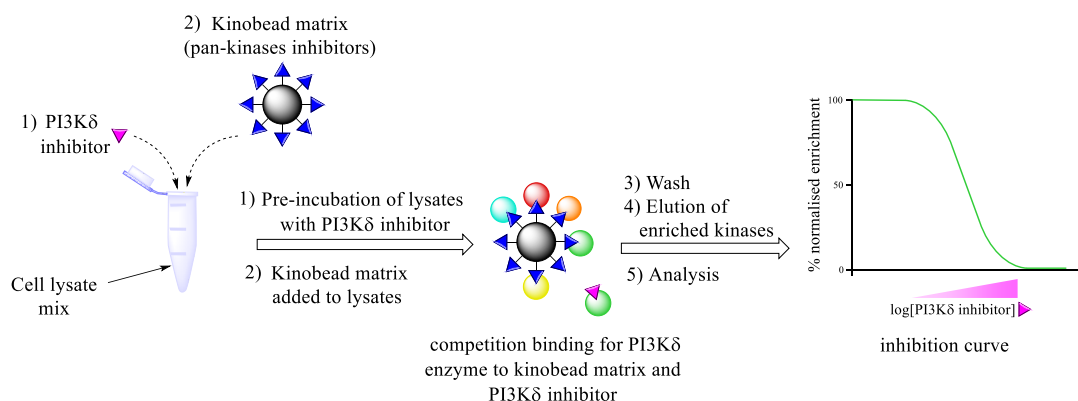 2) Kinobead matrix
(pan-kinases inhibitors)
1) PI3Kδ
inhibitor
Cell lysate
mix
1) Pre-incubation of lysates
with PI3Kδ inhibitor
2) Kinobead matrix
added to lysates
competition binding for PI3Kδ
enzyme to kinobead matrix and
PI3Kδ inhibitor
3) Wash
4) Elution of
enriched kinases
5) Analysis
% normalised enrichment
100
50
0
log[PI3Kδ inhibitor]
inhibition curve